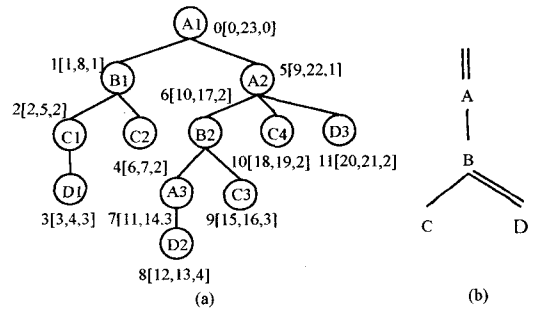 A1
0[0,23,0]
1[1,8,1]
B1
A2
5[9,22,1]
2[2,5,2]
6[10,17,2]
C1
C2
B2
C4
D3
4[6,7,2]
10[18,19,2]
11[20,21,2]
D1
A3
C3
3[3,4,3]
7[11,14.3
9[15,16,3]
D2
8[12,13,4]
(a)
A
B
C
D
(b)